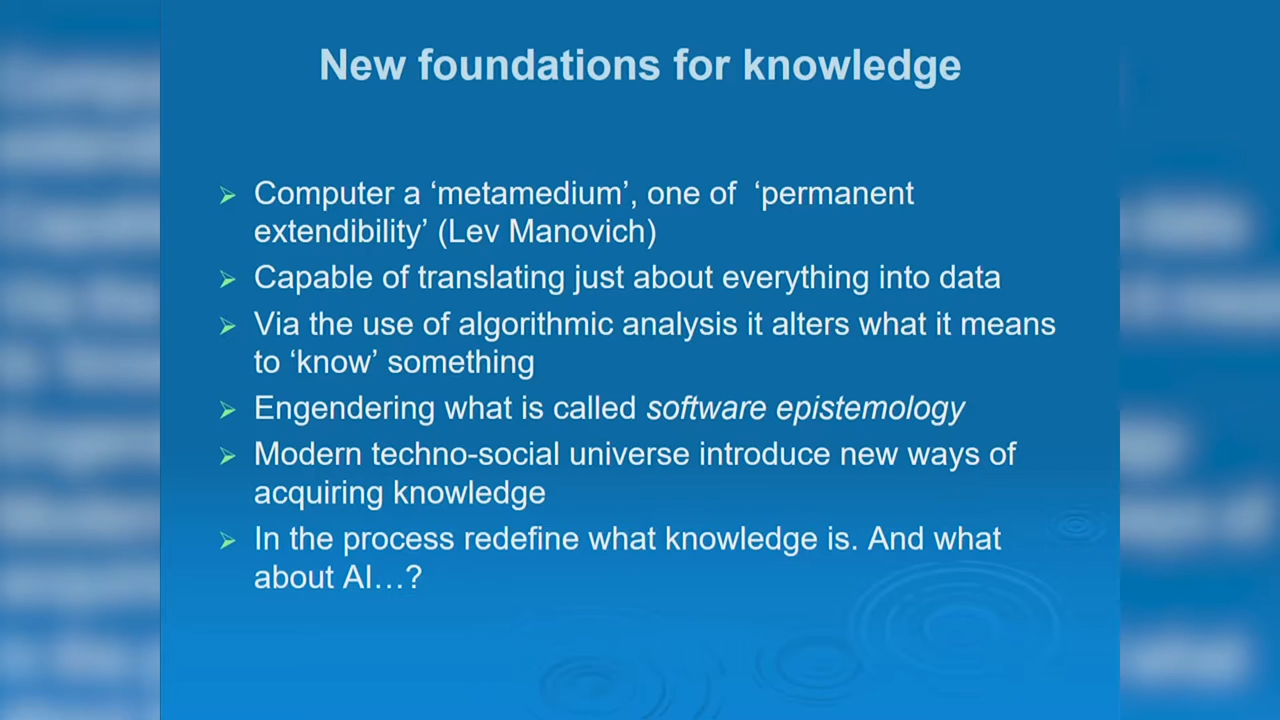 New foundations for knowledge
Computer a ‘metamedium’, one of ‘permanent
extendibility’ (Lev Manovich)
Capable of translating just about everything into data
Via the use of algorithmic analysis it alters what it means
to ‘know’ something
Engendering what is called software epistemology
Modern techno-social universe introduce new ways of
acquiring knowledge
In the process redefine what knowledge is. And what
about AI…?